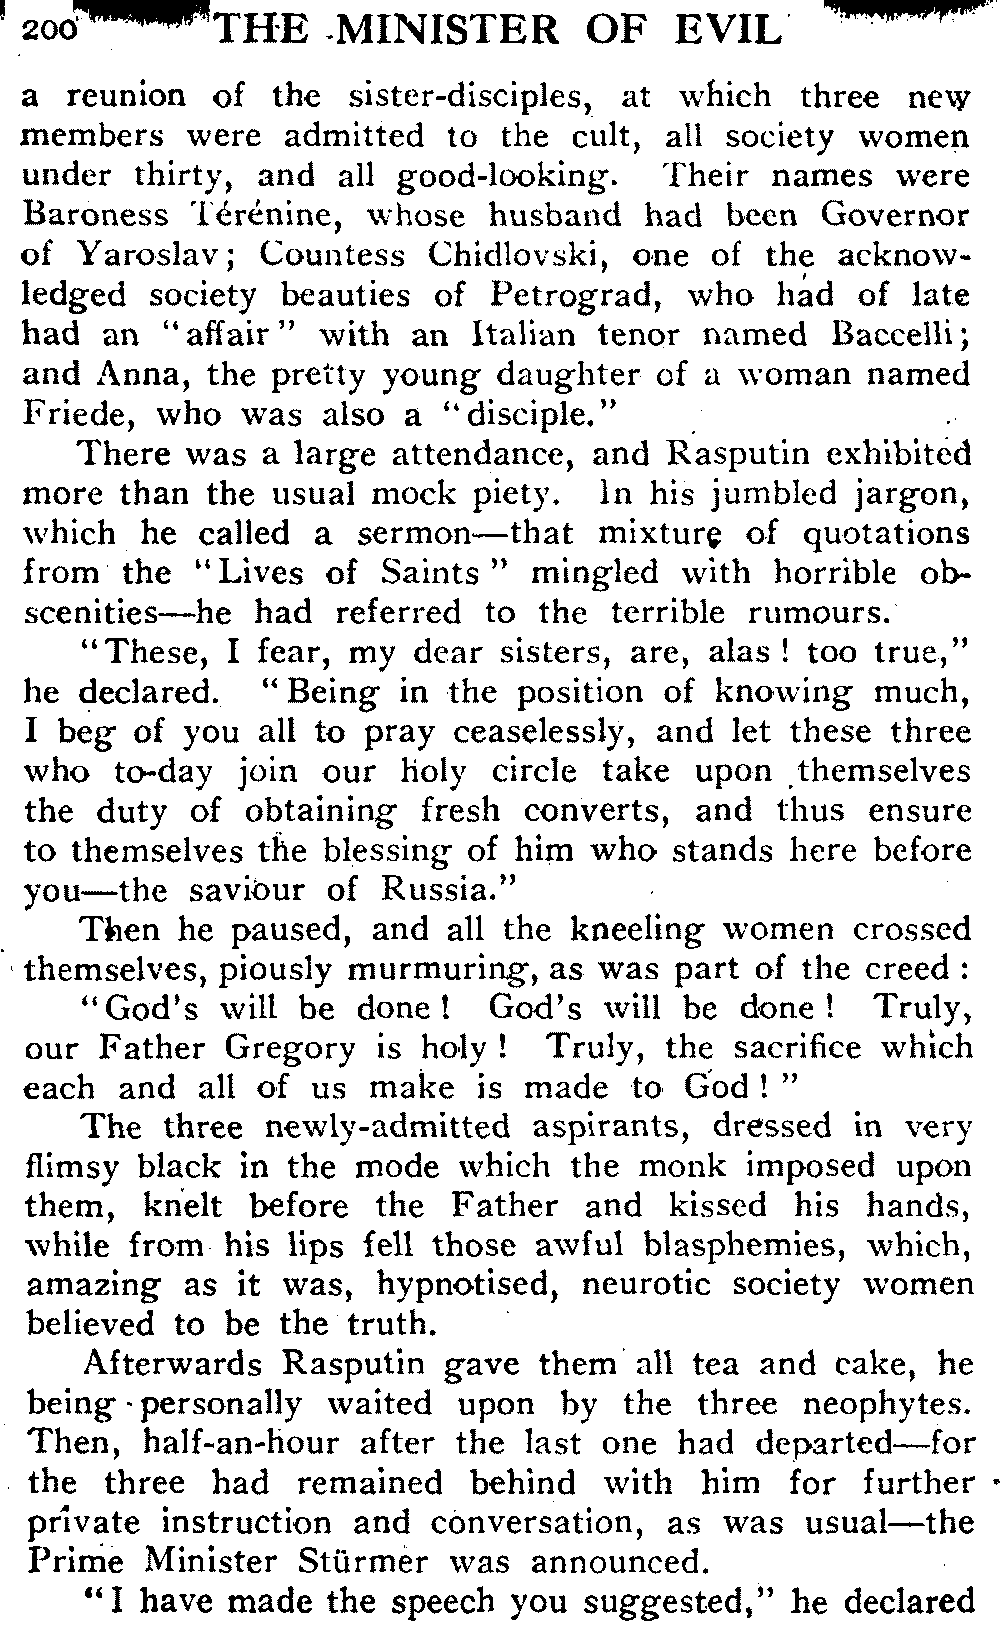 200 THE MINISTER OF EVIL
a reunion of the sister-disciples, at which three new
members were admitted to the cult, all society women
under thirty, and all good-looking. Their names were
Baroness Térénine, whose husband had been Governor
of Yaroslav; Countess Chidlovski, one of the acknow-
ledged society beauties of Petrograd, who had of late
had an "affair" with an Italian tenor named Baccelli;
and Anna, the pretty young daughter of a woman named
Friede, who was also a "disciple."
There was a large attendance, and Rasputin exhibited
more than the usual mock piety. In his jumbled jargon,
which he called a sermon—that mixture of quotations
from the "Lives of Saints" mingled with horrible ob-
scenities—he had referred to the terrible rumours.
"These, I fear, my dear sisters, are, alas! too true,"
he declared. "Being in the position of knowing much,
I beg of you all to pray ceaselessly, and let these three
who to-day join our holy circle take upon themselves
the duty of obtaining fresh converts, and thus ensure
to themselves the blessing of him who stands here before
you—the saviour of Russia."
Then he paused, and all the kneeling women crossed
themselves, piously murmuring, as was part of the creed:
"God's will be done! God's will be done! Truly,
our Father Gregory is holy! Truly, the sacrifice which
each and all of us make is made to God!"
The three newly-admitted aspirants, dressed in very
flimsy black in the mode which the monk imposed upon
them, knelt before the Father and kissed his hands,
while from his lips fell those awful blasphemies, which,
amazing as it was, hypnotised, neurotic society women
believed to be the truth.
Afterwards Rasputin gave them all tea and cake, he
being personally waited upon by the three neophytes.
Then, half-an-hour after the last one had departed—for
the three had remained behind with him for further
private instruction and conversation, as was usual—the
Prime Minister Stürmer was announced.
"I have made the speech you suggested," he declared